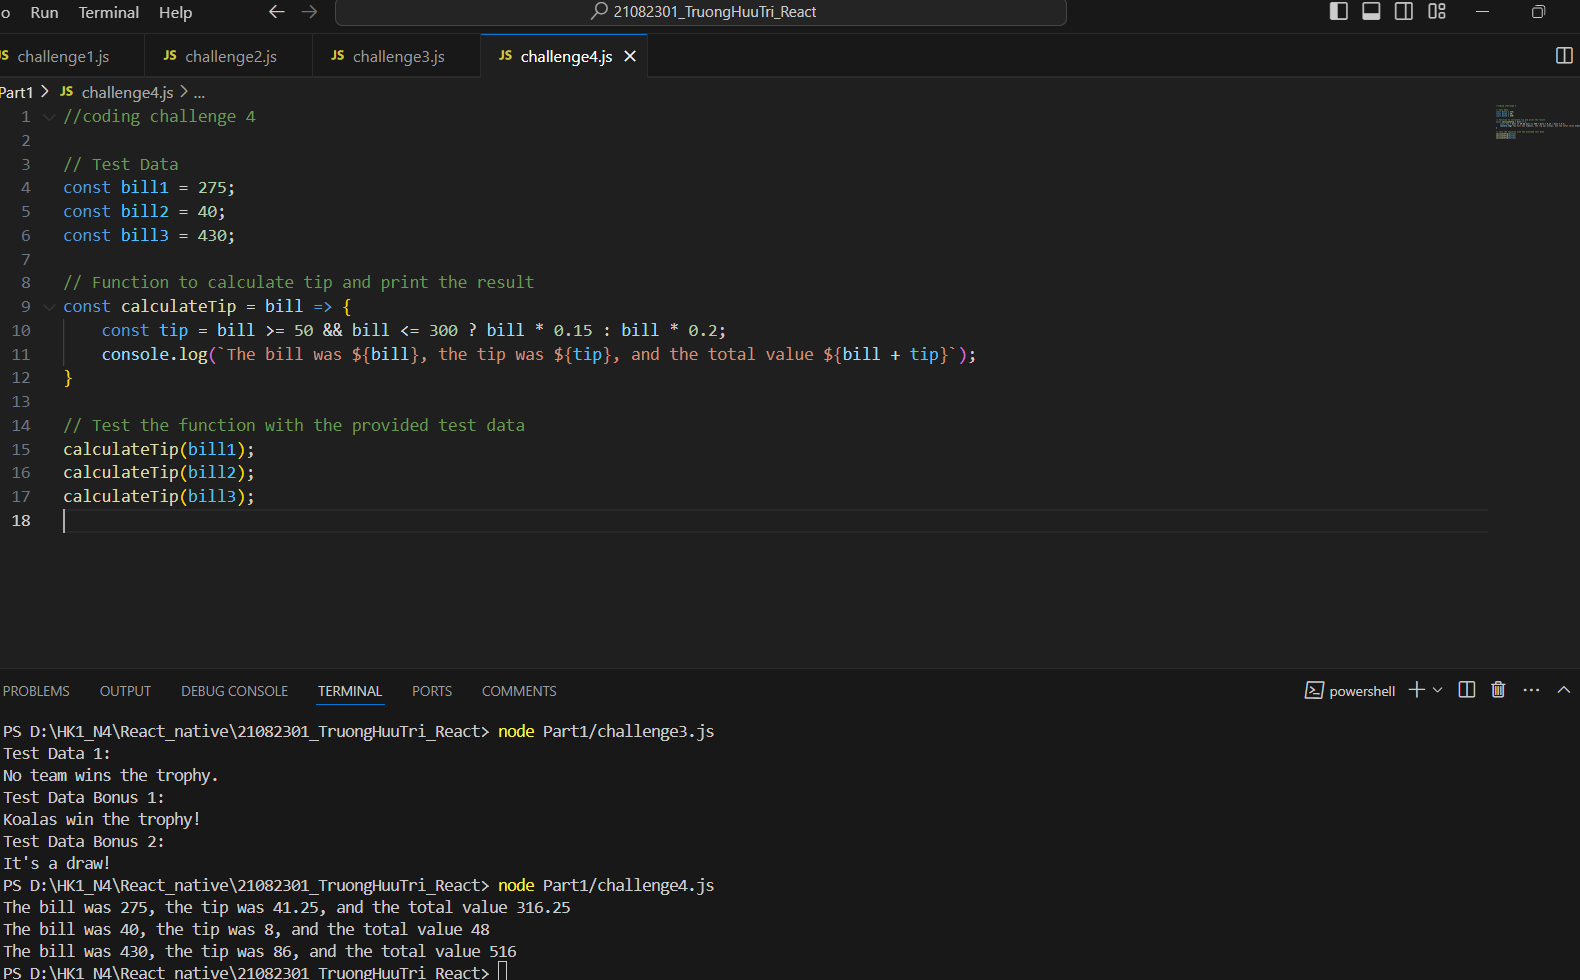 o Run Terminal Help 21082301_TruongHuuTri_React
JS challenge1.js JS challenge2.js JS challenge3.js JS challenge4.js
Part1 > JS challenge4.js > ...
1 //coding challenge 4
2
3 // Test Data
4 const bill1 = 275;
5 const bill2 = 40;
6 const bill3 = 430;
7
8 // Function to calculate tip and print the result
9 const calculateTip = bill => {
10 const tip = bill >= 50 && bill <= 300 ? bill * 0.15 : bill * 0.2;
11 console.log(`The bill was ${bill}, the tip was ${tip}, and the total value ${bill + tip}`);
12 }
13
14 // Test the function with the provided test data
15 calculateTip(bill1);
16 calculateTip(bill2);
17 calculateTip(bill3);
18
PROBLEMS OUTPUT DEBUG CONSOLE TERMINAL PORTS COMMENTS powershell
PS D:\HK1_N4\React_native\21082301_TruongHuuTri_React> node Part1/challenge3.js
Test Data 1:
No team wins the trophy.
Test Data Bonus 1:
Koalas win the trophy!
Test Data Bonus 2:
It's a draw!
PS D:\HK1_N4\React_native\21082301_TruongHuuTri_React> node Part1/challenge4.js
The bill was 275, the tip was 41.25, and the total value 316.25
The bill was 40, the tip was 8, and the total value 48
The bill was 430, the tip was 86, and the total value 516
PS D:\HK1_N4\React_native\21082301_TruongHuuTri_React>